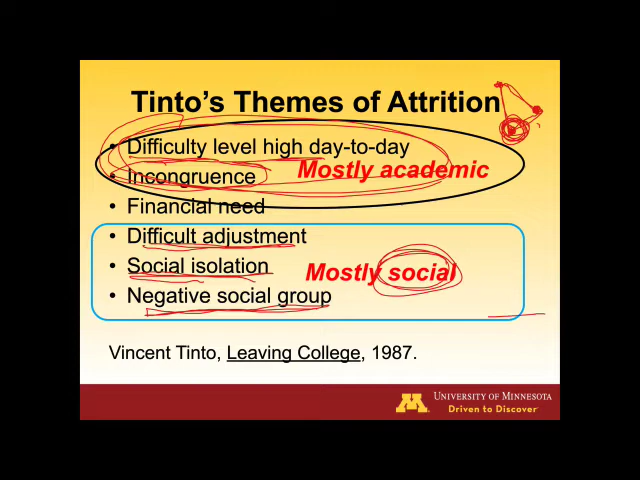 Tinto's Themes of Attrition
• Difficulty level high day-to-day
• Incongruence
Mostly academic
• Financial need
• Difficult adjustment
• Social isolation
Mostly social
• Negative social group
Vincent Tinto, Leaving College, 1987.
M
UNIVERSITY OF MINNESOTA
Driven to Discover